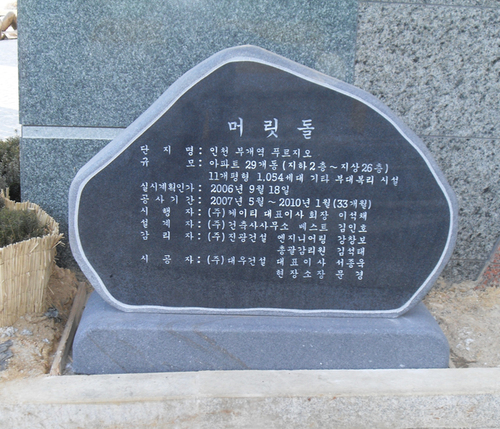 머릿돌
단 지 명 : 인천 부개역 푸르지오
규 모 : 아파트 29개동 (지하2층 ~ 지상26층)
11개평형 1,054세대 기타 부대복리 시설
실시계획인가 : 2006년 9월 18일
공 사 기 간 : 2007년 5월 ~ 2010년 1월 (33개월)
시 행 자 : (주) 대표이사 회장 이석채
설 계 자 : (주) 건축사사무소 베스트 김인호
감 리 자 : (주) 진광건설 엔지니어링 강창보
총괄감리원 김석태
시 공 자 : (주) 대우건설 대표이사 서종욱
현장소장 문 경